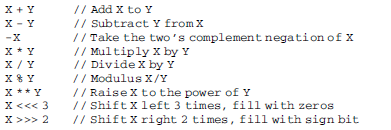 X + Y // Add X to Y
X - Y // Subtract Y from X
-X // Take the two's complement negation of X
X * Y // Multiply X by Y
X / Y // Divide X by Y
X % Y // Modulus X/Y
X ** Y // Raise X to the power of Y
X <<< 3 // Shift X left 3 times, fill with zeros
X >>> 2 // Shift X right 2 times, fill with sign bit